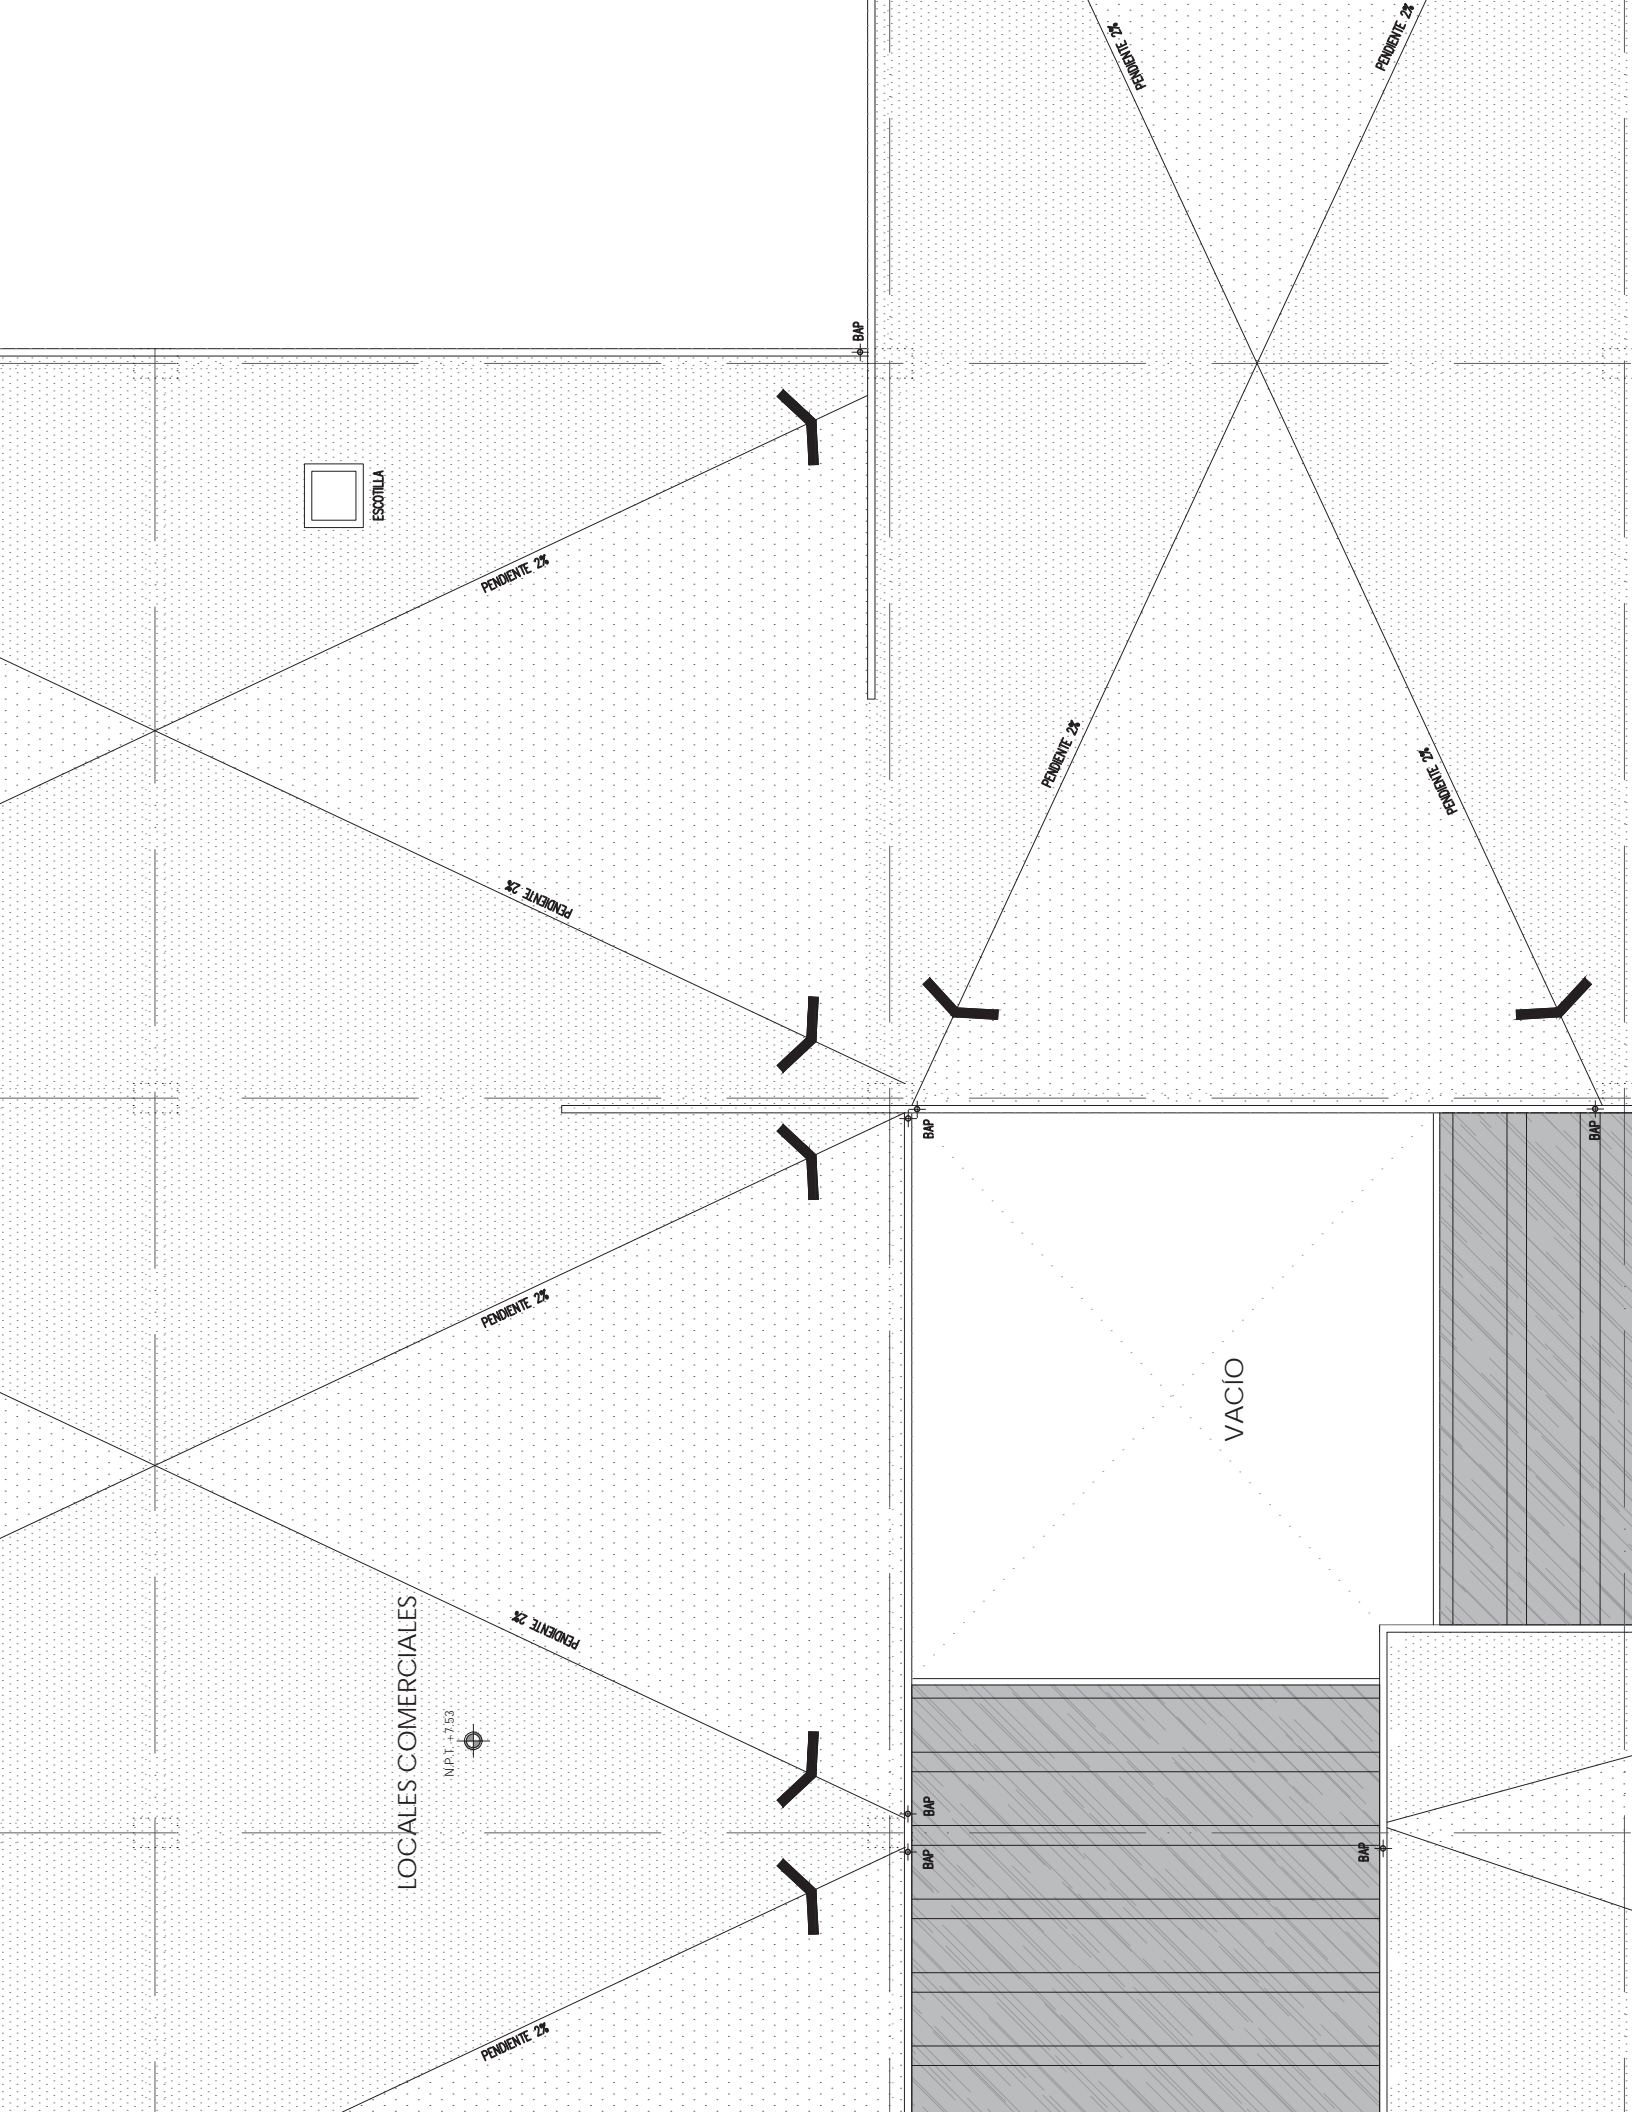 PENDIENTE 2%
PENDIENTE 2%
BAP
ESCOTILLA
PENDIENTE 2%
PENDIENTE 2%
PENDIENTE 2%
PENDIENTE 2%
BAP
BAP
PENDIENTE 2%
VACÍO
PENDIENTE 2%
LOCALES COMERCIALES
N.P.T. +7.53
BAP
BAP
BAP
PENDIENTE 2%